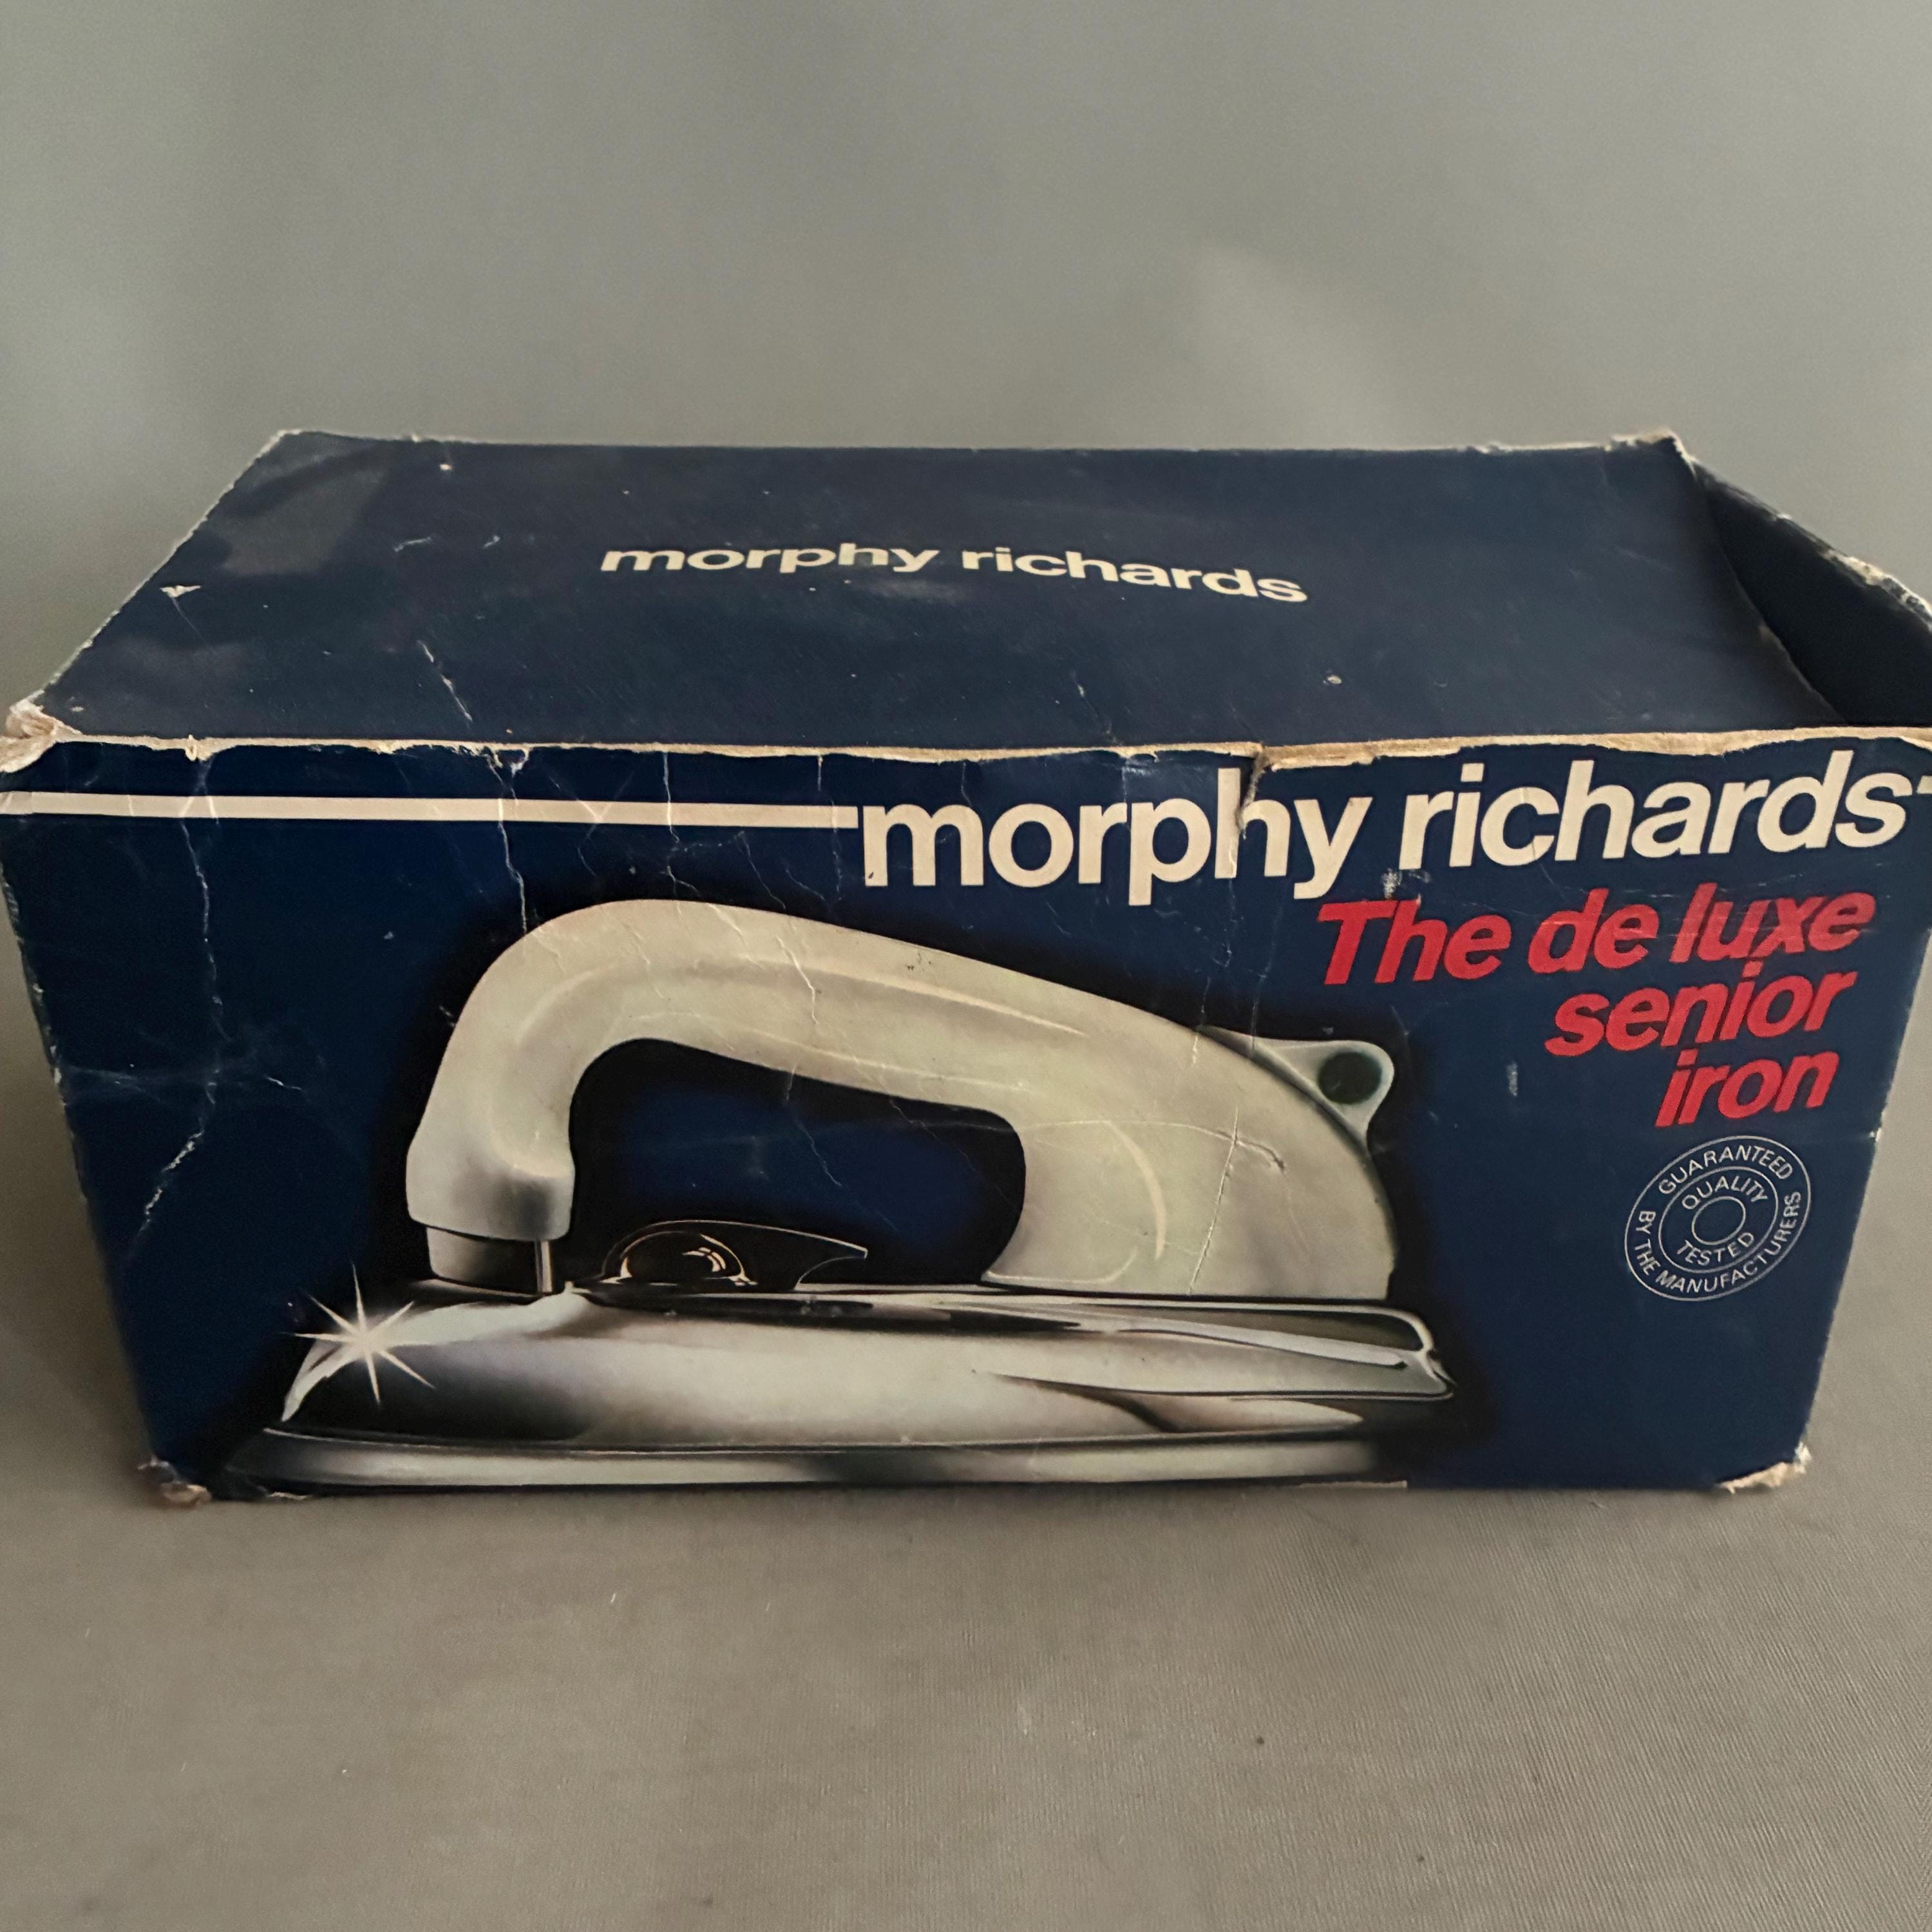 morphy richards
morphy richards
The de luxe
senior
iron
GUARANTEED
BY THE MANUFACTURERS
QUALITY
TESTED